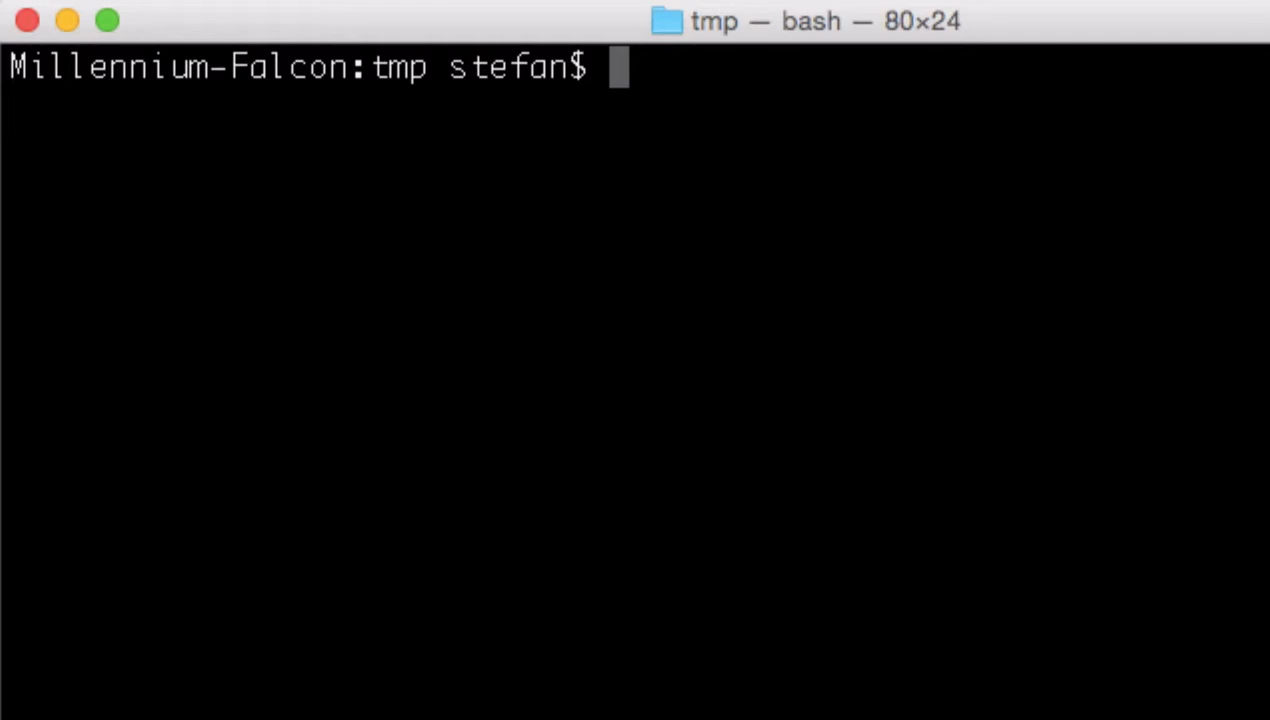 tmp — bash — 80×24
Millennium-Falcon:tmp stefan$